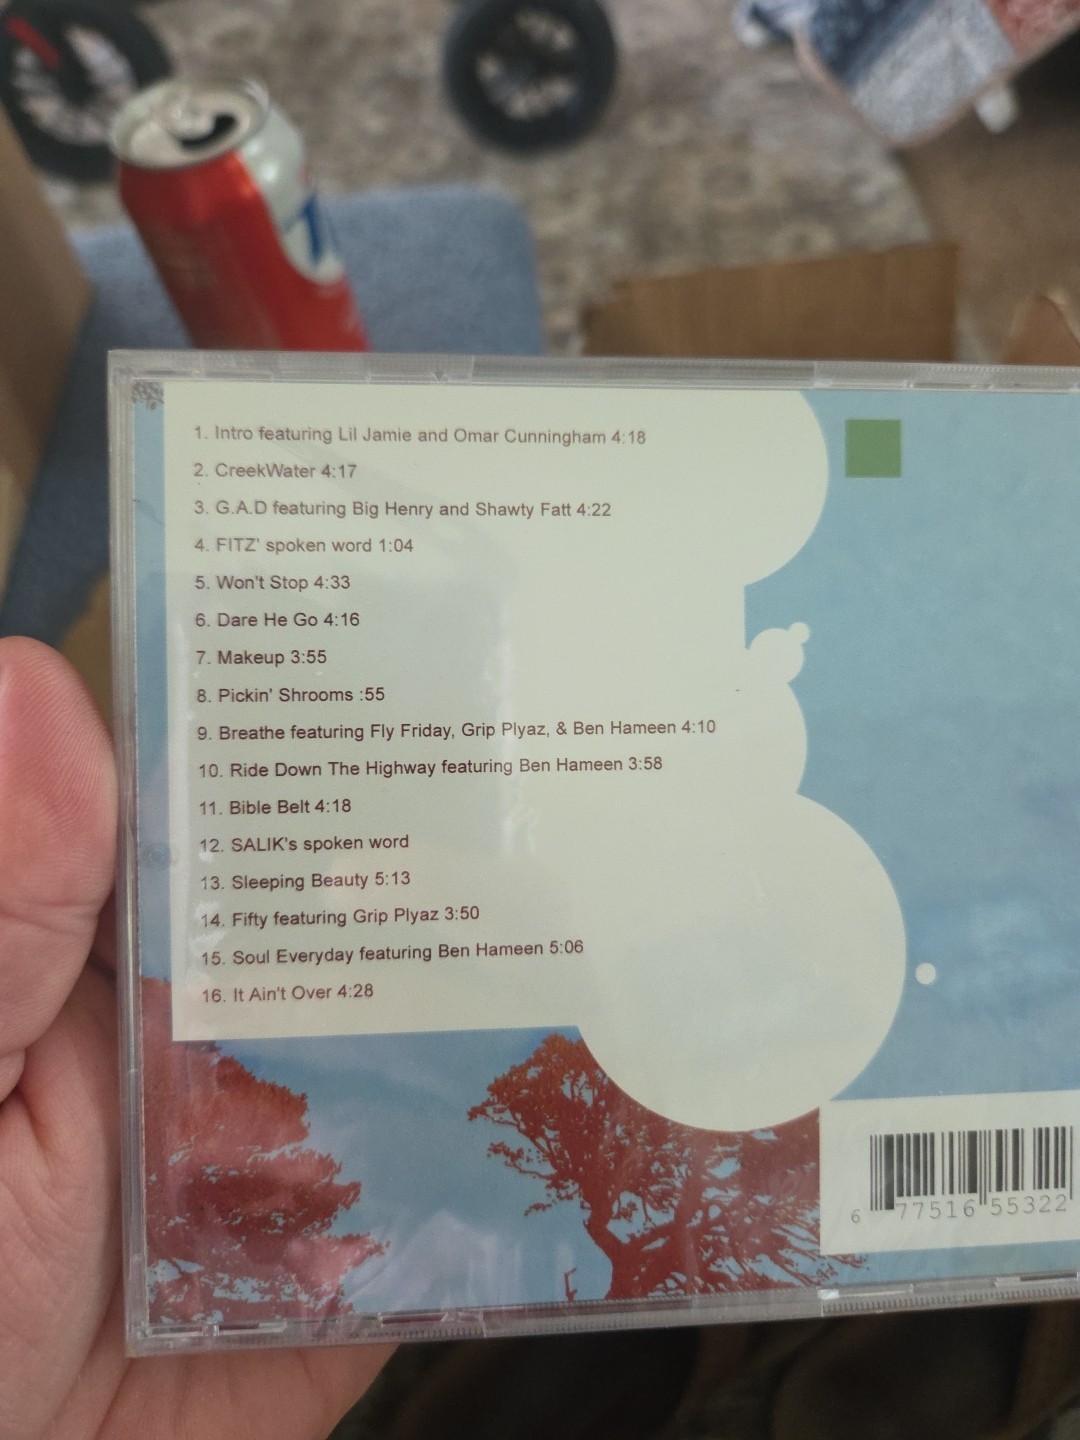 1. Intro featuring Lil Jamie and Omar Cunningham 4:18
2. CreekWater 4:17
3. G.A.D featuring Big Henry and Shawty Fatt 4:22
4. FITZ' spoken word 1:04
5. Won't Stop 4:33
6. Dare He Go 4:16
7. Makeup 3:55
8. Pickin' Shrooms :55
9. Breathe featuring Fly Friday, Grip Plyaz, & Ben Hameen 4:10
10. Ride Down The Highway featuring Ben Hameen 3:58
11. Bible Belt 4:18
12. SALIK's spoken word
13. Sleeping Beauty 5:13
14. Fifty featuring Grip Plyaz 3:50
15. Soul Everyday featuring Ben Hameen 5:06
16. It Ain't Over 4:28
6 77516 55322